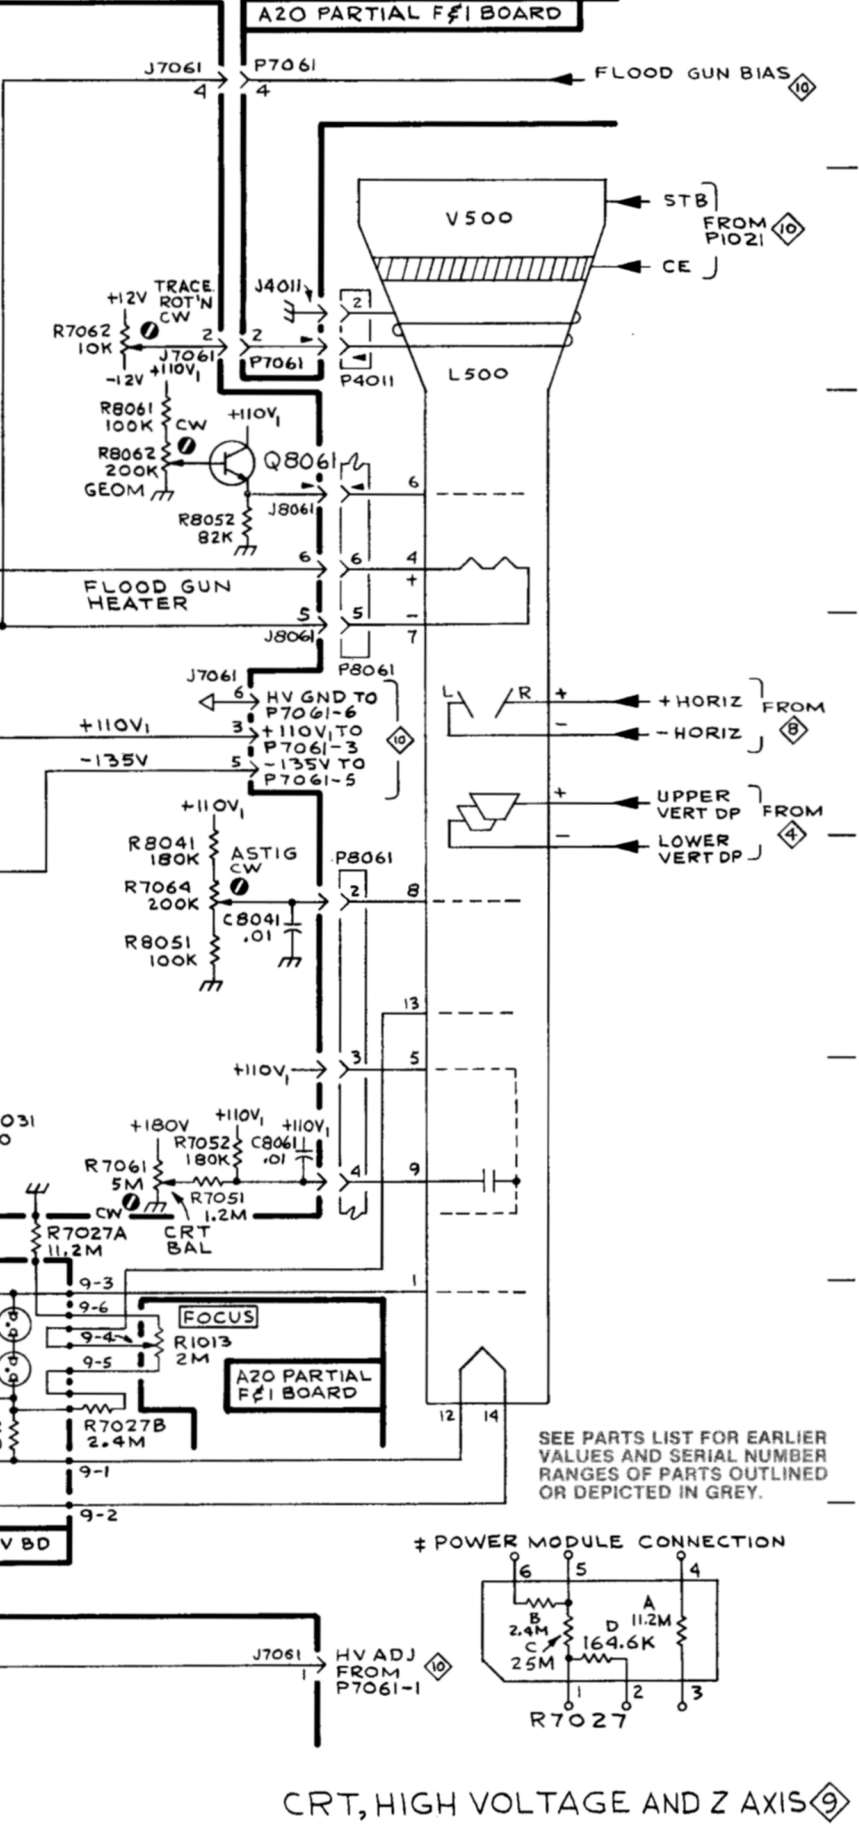 A20 PARTIAL F&I BOARD
J7061
P7061
4
4
FLOOD GUN BIAS 10
V500
STB
FROM
P1021
10
CE
J4011
2
TRACE
ROT'N
CW
+12V
R7062
10K
-12V
2
J7061
2
P7061
P4011
L500
+110V1
R8061
100K
CW
R8062
200K
GEOM
+110V1
Q8061
6
J8061
R8052
82K
6
6
4
+
FLOOD GUN
HEATER
5
5
-
7
J8061
P8061
J7061
6
HV GND TO
P7061-6
+110V1
3
+110V1 TO
P7061-3
10
-135V
5
-135V TO
P7061-5
L
R
+
+HORIZ
FROM
8
-
-HORIZ
+
UPPER
VERT DP
FROM
4
-
LOWER
VERT DP
+110V1
R8041
180K
ASTIG
CW
R7064
200K
P8061
2
8
C8041
.01
R8051
100K
13
+110V1
3
5
031
0
+180V
+110V1
+110V1
R7052
180K
C8061
.01
R7061
5M
4
9
R7051
1.2M
CW
CRT
BAL
R7027A
11.2M
9-3
1
9-6
FOCUS
9-4
R1013
2M
9-5
A20 PARTIAL
F&I BOARD
R7027B
2.4M
12
14
9-1
9-2
V BD
SEE PARTS LIST FOR EARLIER
VALUES AND SERIAL NUMBER
RANGES OF PARTS OUTLINED
OR DEPICTED IN GREY.
‡ POWER MODULE CONNECTION
6
5
4
B
2.4M
A
11.2M
C
25M
D
164.6K
1
2
3
R7027
J7061
1
HV ADJ
FROM
P7061-1
10
CRT, HIGH VOLTAGE AND Z AXIS 9